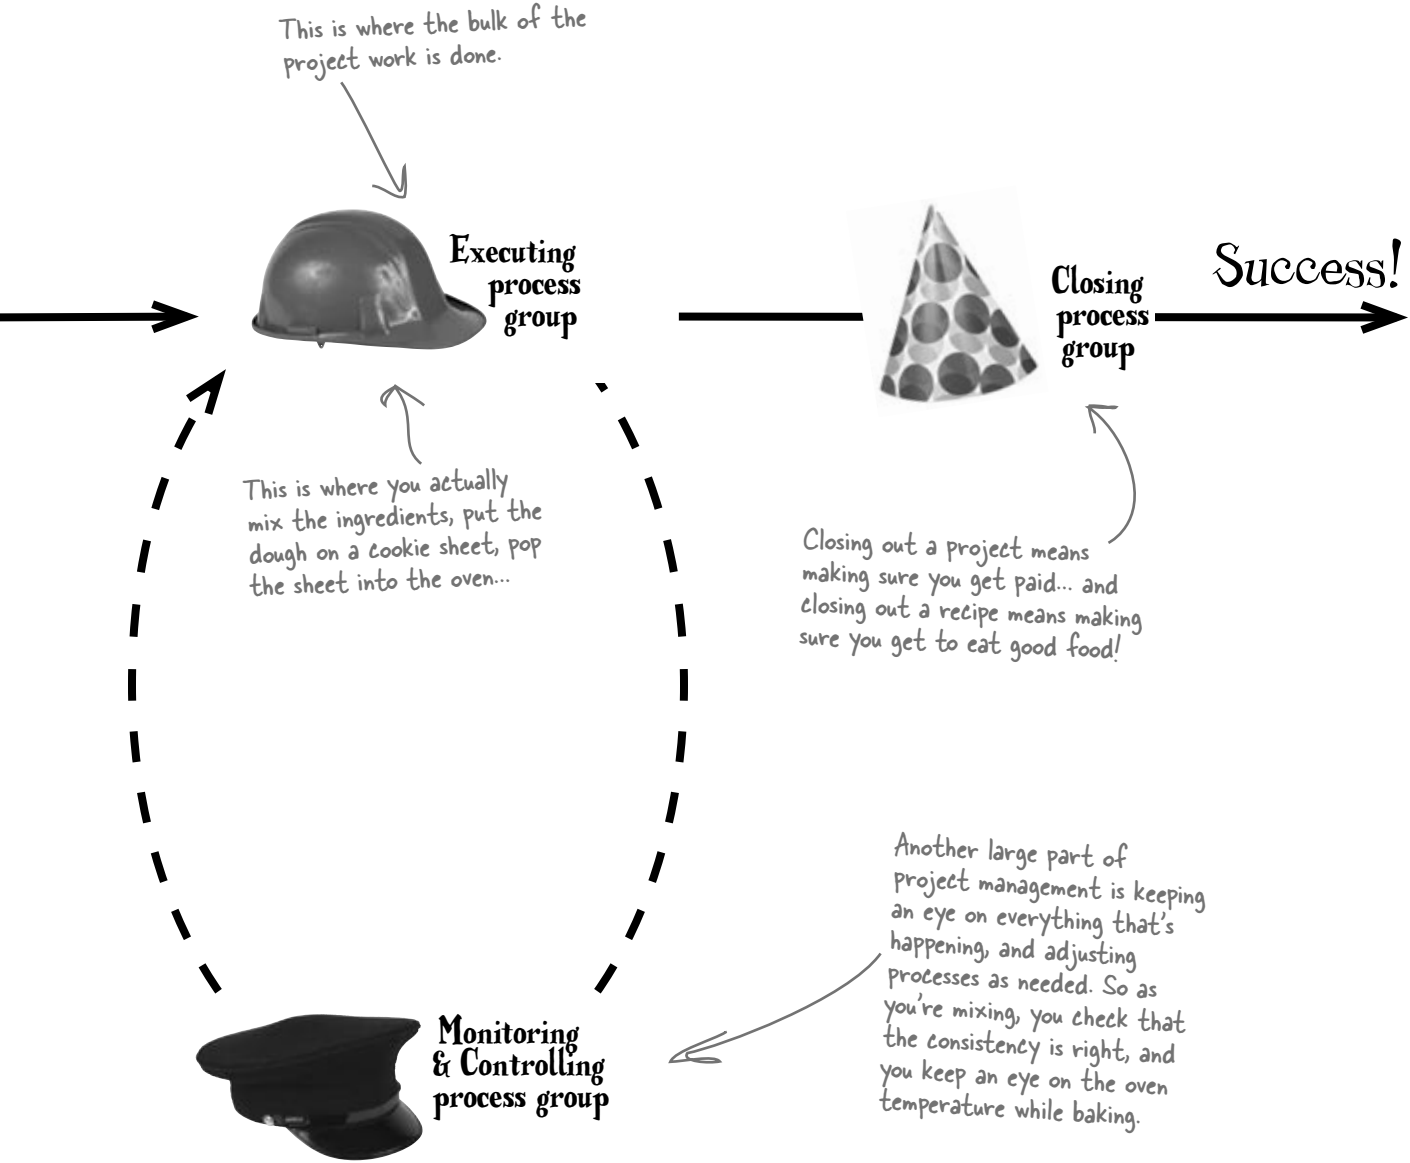 This is where the bulk of the
project work is done.
Executing
process
group
Closing
process
group
Success!
This is where you actually
mix the ingredients, put the
dough on a cookie sheet, pop
the sheet into the oven...
Closing out a project means
making sure you get paid... and
closing out a recipe means making
sure you get to eat good food!
Another large part of
project management is keeping
an eye on everything that's
happening, and adjusting
processes as needed. So as
you're mixing, you check that
the consistency is right, and
you keep an eye on the oven
temperature while baking.
Monitoring
& Controlling
process group